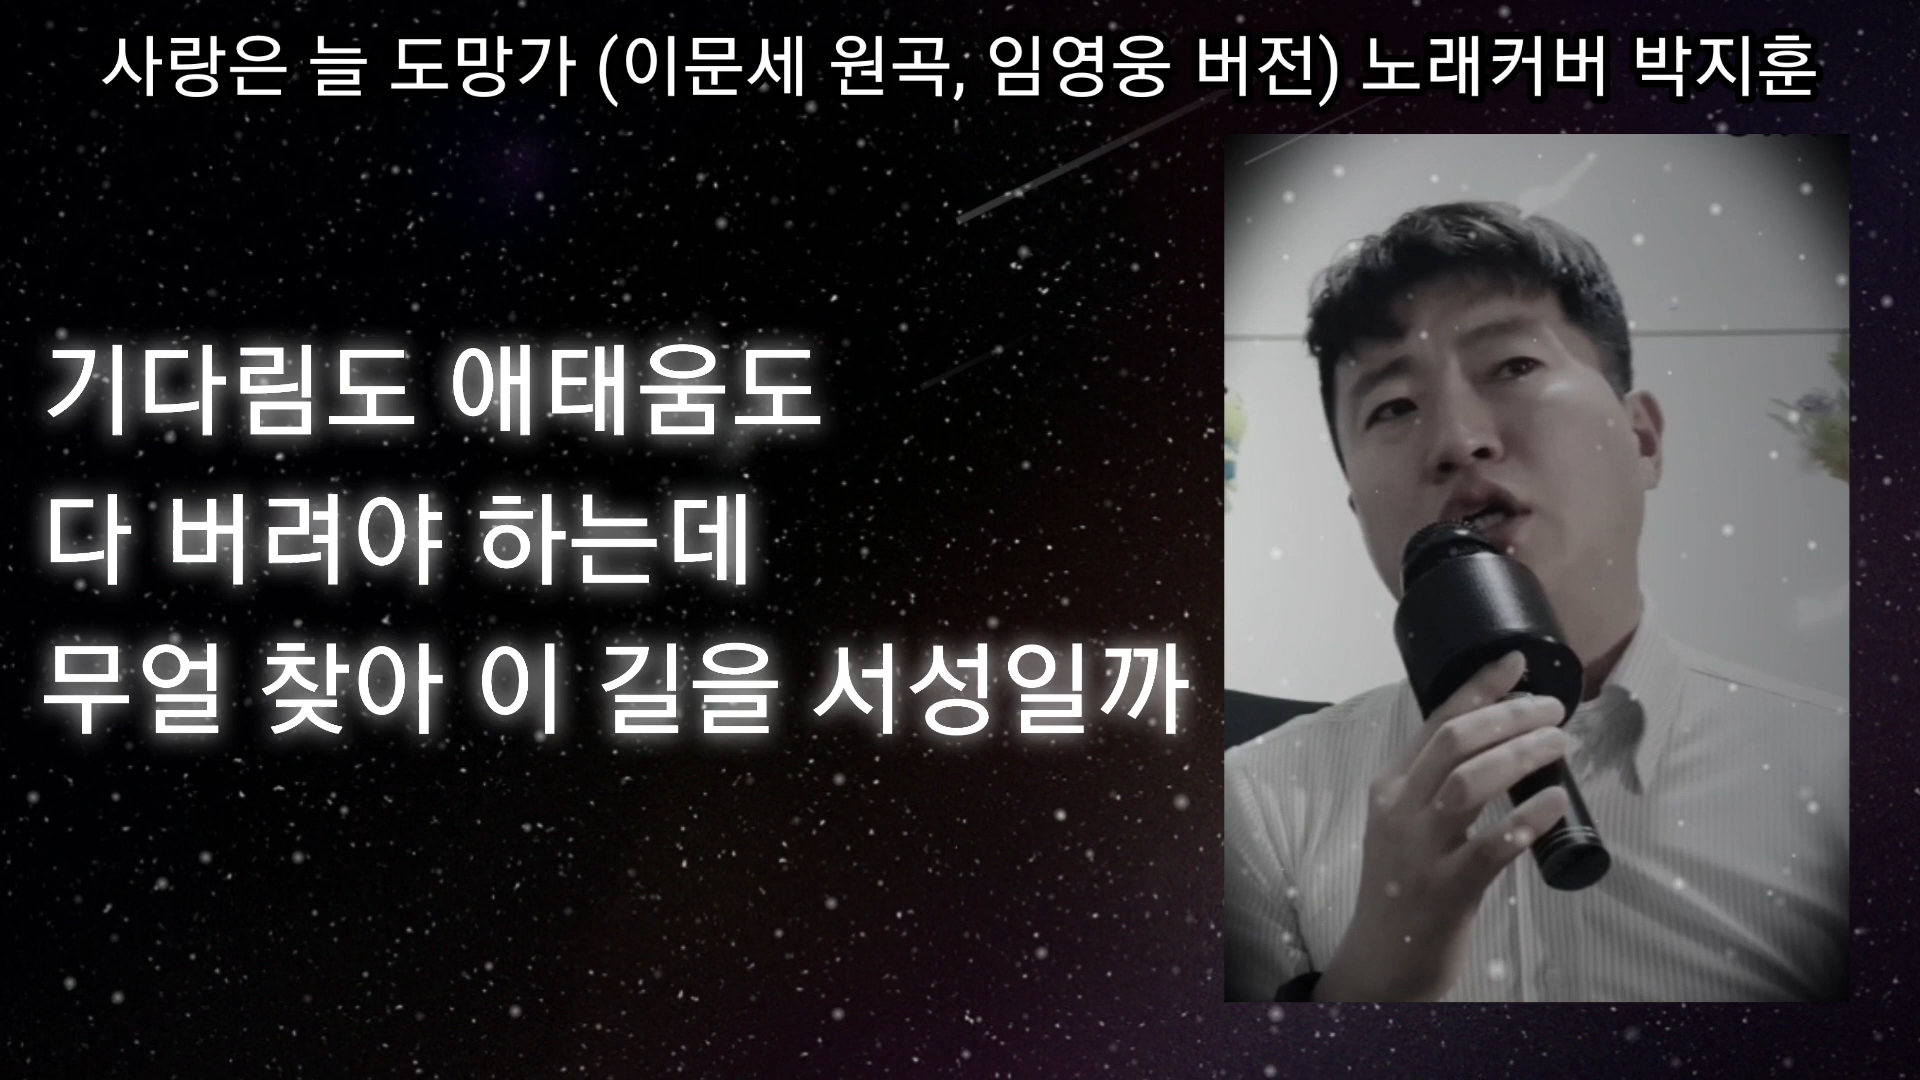 사랑은 늘 도망가 (이문세 원곡, 임영웅 버전) 노래커버 박지훈
기다림도 애태움도
다 버려야 하는데
무얼 찾아 이 길을 서성일까